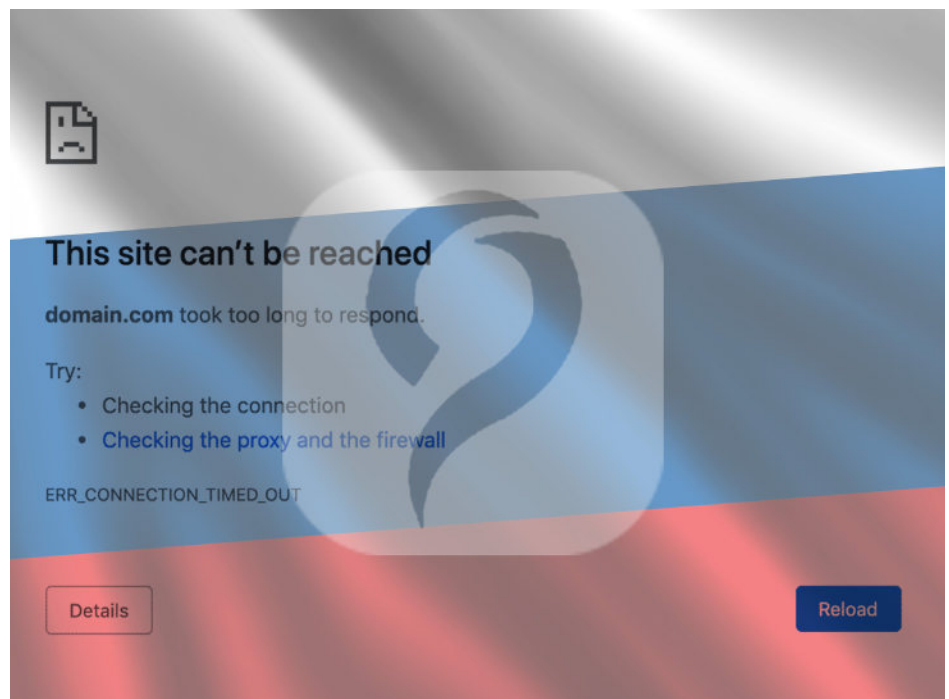 This site can’t be reached
domain.com took too long to respond.
Try:
• Checking the connection
• Checking the proxy and the firewall
ERR_CONNECTION_TIMED_OUT
Details
Reload